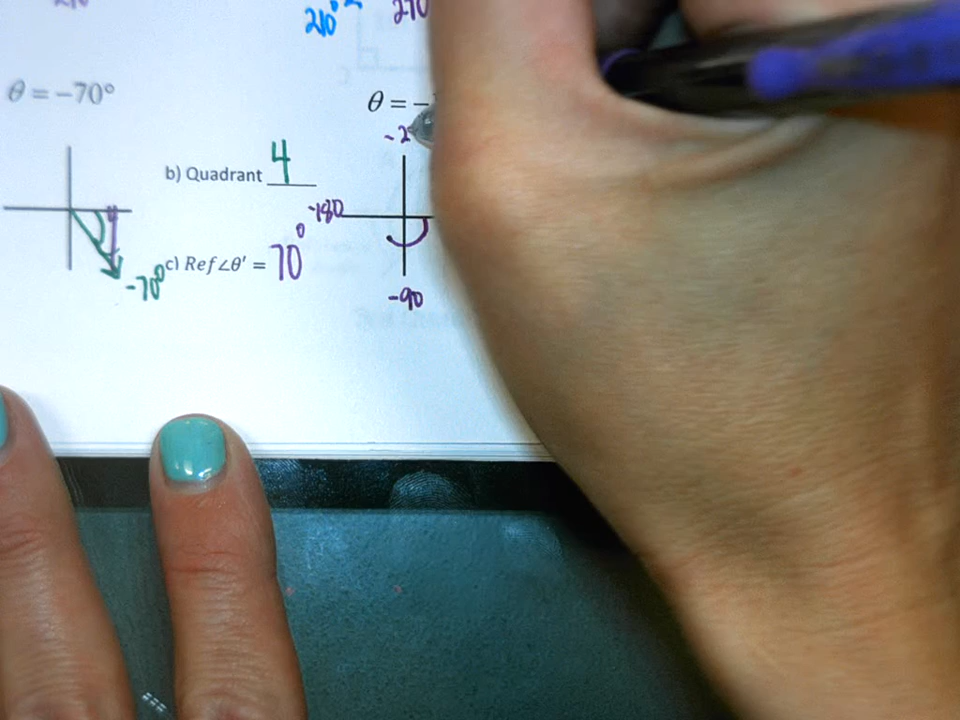 210° 270
θ = −70°
θ = −
-2
b) Quadrant 4
-180
c) Ref∠θ′ = 70°
-70°
-90